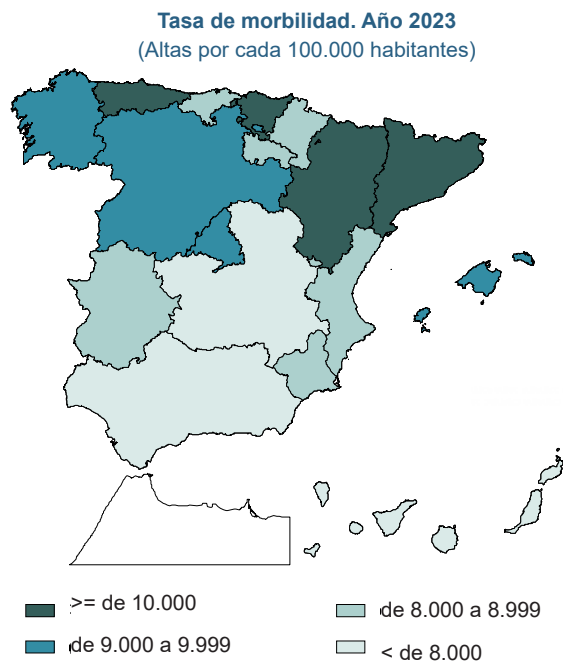 Tasa de morbilidad. Año 2023
(Altas por cada 100.000 habitantes)
>= de 10.000
de 8.000 a 8.999
de 9.000 a 9.999
< de 8.000